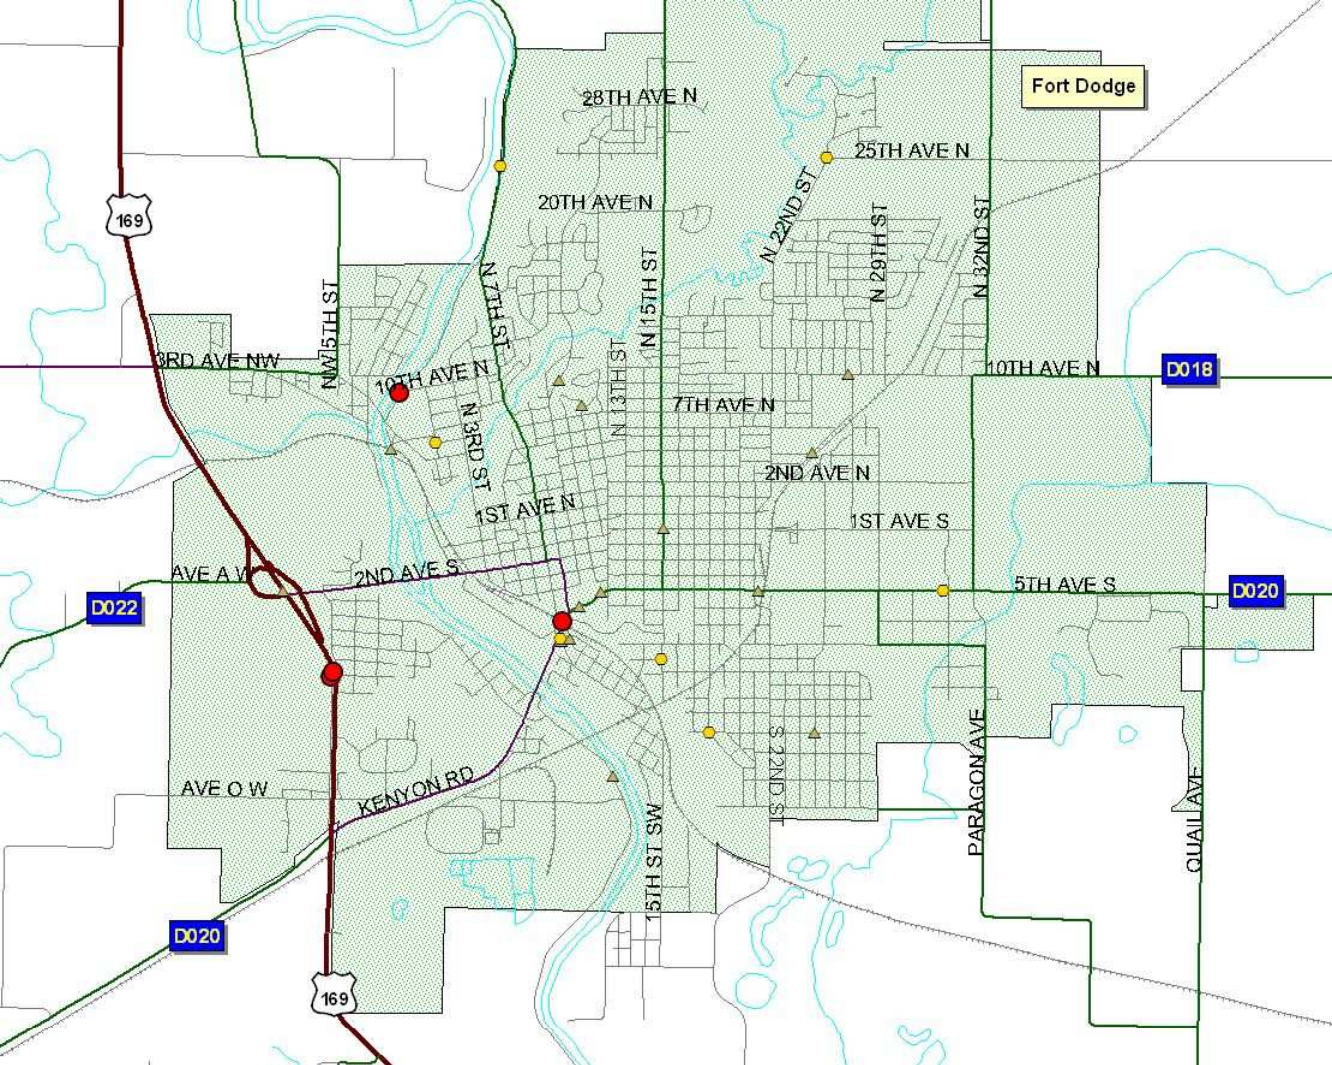 Fort Dodge
28TH AVE N
25TH AVE N
20TH AVE N
N 22ND ST
N 29TH ST
N 32ND ST
169
N 15TH ST
N 7TH ST
NW 5TH ST
3RD AVE NW
10TH AVE N
10TH AVE N
D018
N 13TH ST
7TH AVE N
N 3RD ST
2ND AVE N
1ST AVE N
1ST AVE S
AVE A W
2ND AVE S
5TH AVE S
D020
D022
S 22ND ST
PARAGON AVE
QUAIL AVE
AVE O W
KENYON RD
15TH ST SW
D020
169